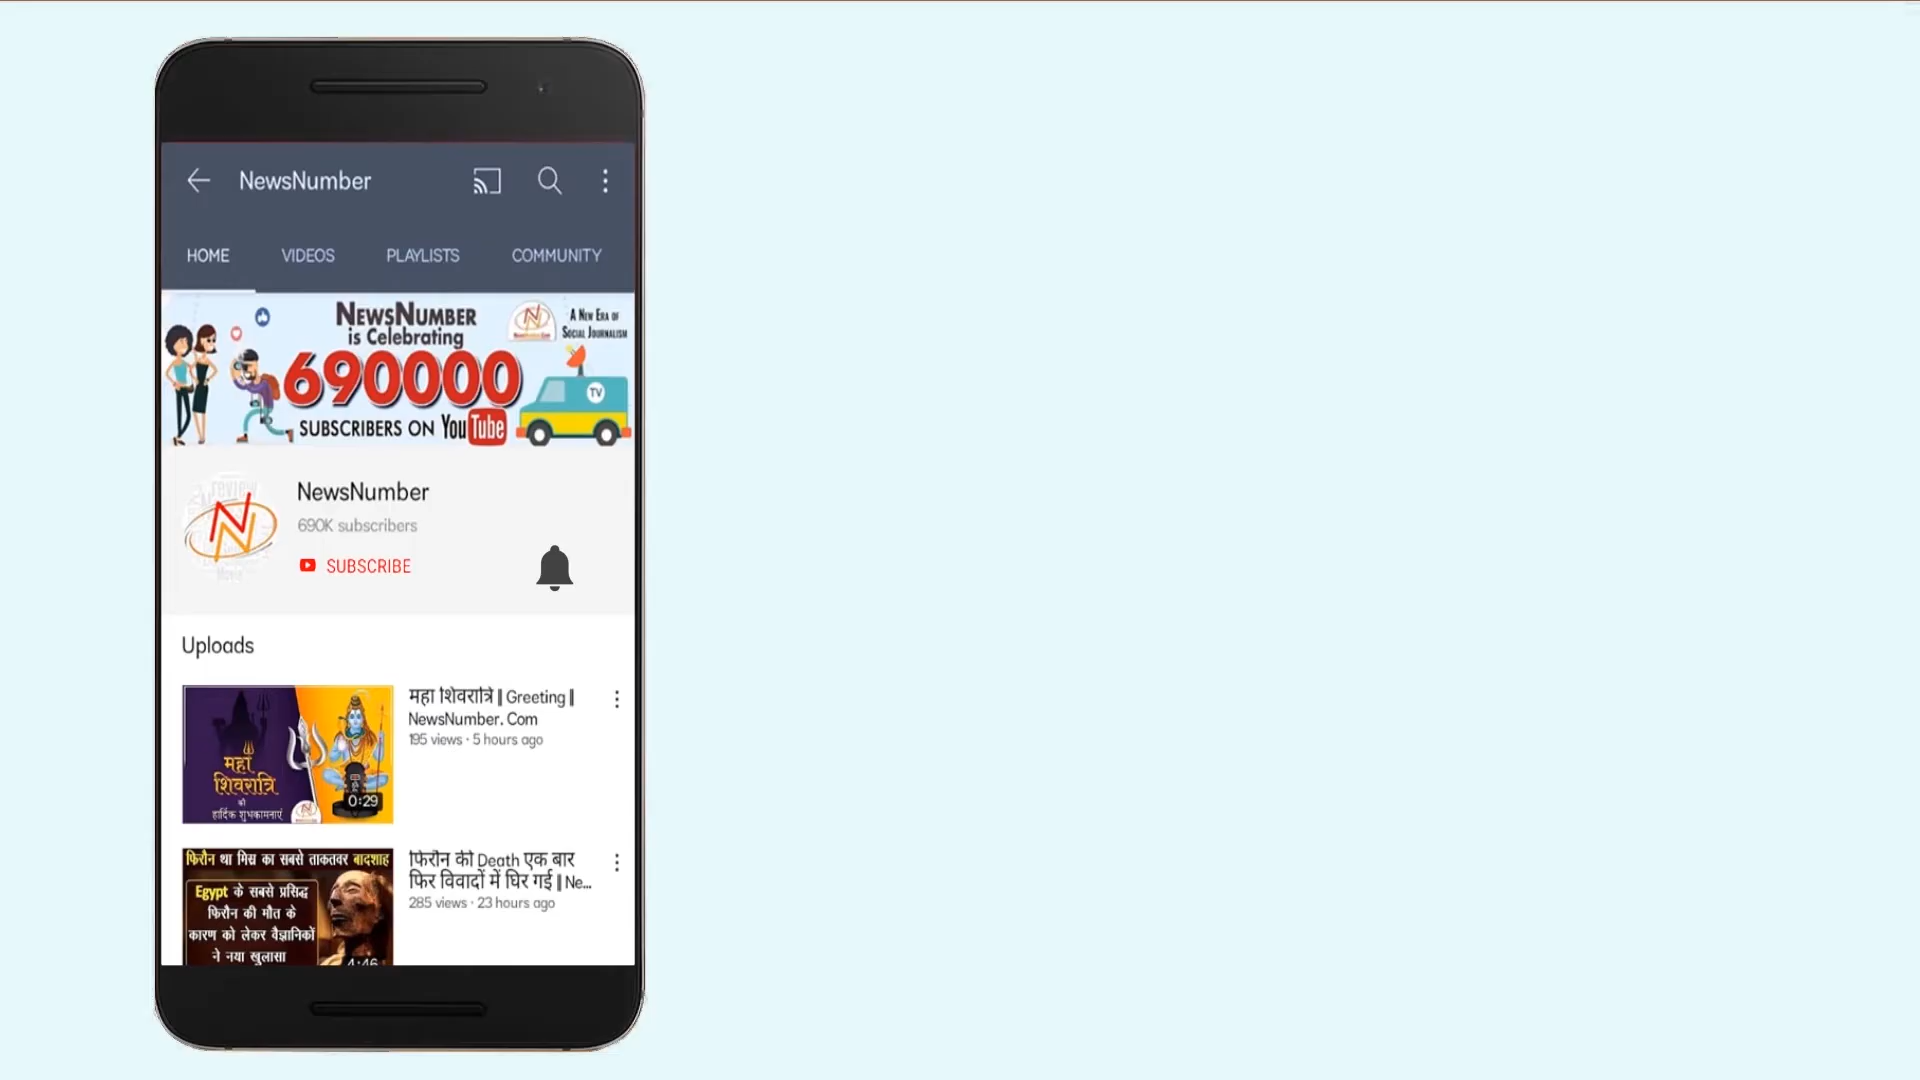 NewsNumber
HOME VIDEOS PLAYLISTS COMMUNITY
NEWSNUMBER
is Celebrating
690000
SUBSCRIBERS ON YouTube
A NEW ERA OF
SOCIAL JOURNALISM
TV
NewsNumber
690K subscribers
SUBSCRIBE
Uploads
महा शिवरात्रि || Greeting ||
NewsNumber. Com
195 views · 5 hours ago
महा
शिवरात्रि
की
हार्दिक शुभकामनाएं
0:29
फिरौन था मिस्र का सबसे ताकतवर बादशाह
Egypt के सबसे प्रसिद्ध
फिरौन की मौत के
कारण को लेकर वैज्ञानिकों
ने नया खुलासा
4:46
फिरौन की Death एक बार
फिर विवादों में घिर गई || Ne...
285 views · 23 hours ago